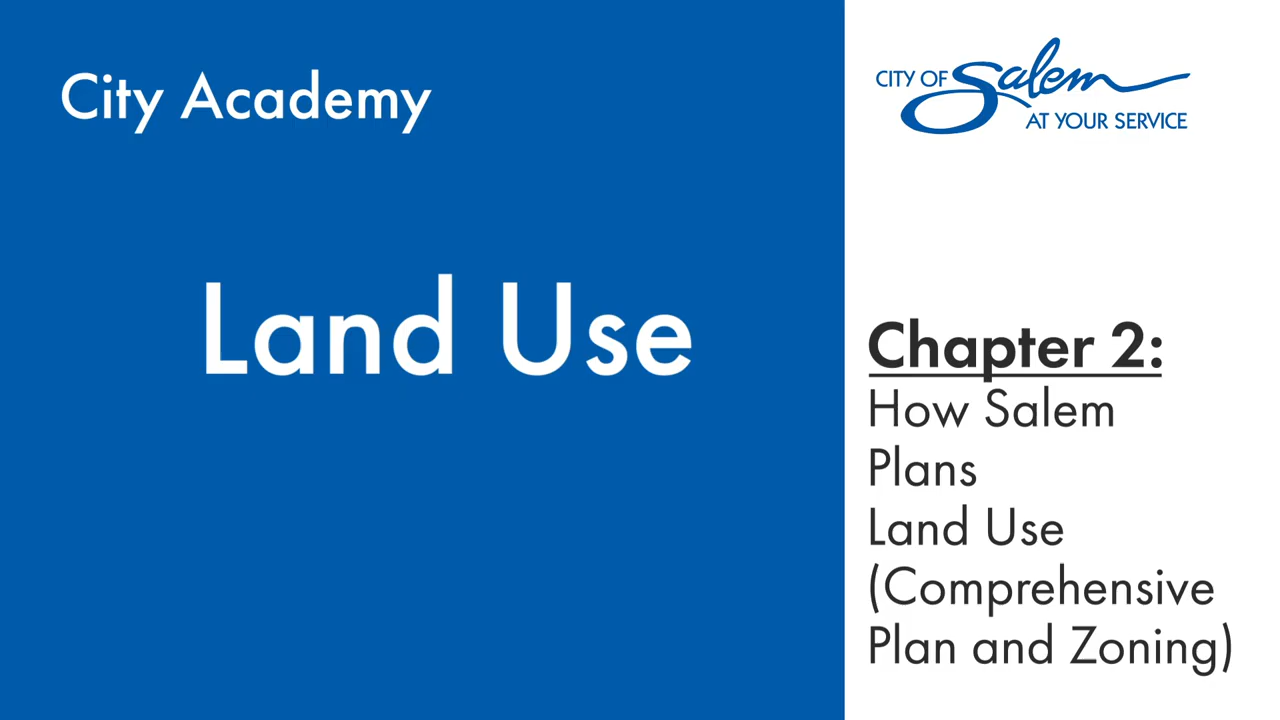 City Academy
Land Use
CITY OF Salem
AT YOUR SERVICE
Chapter 2:
How Salem
Plans
Land Use
(Comprehensive
Plan and Zoning)